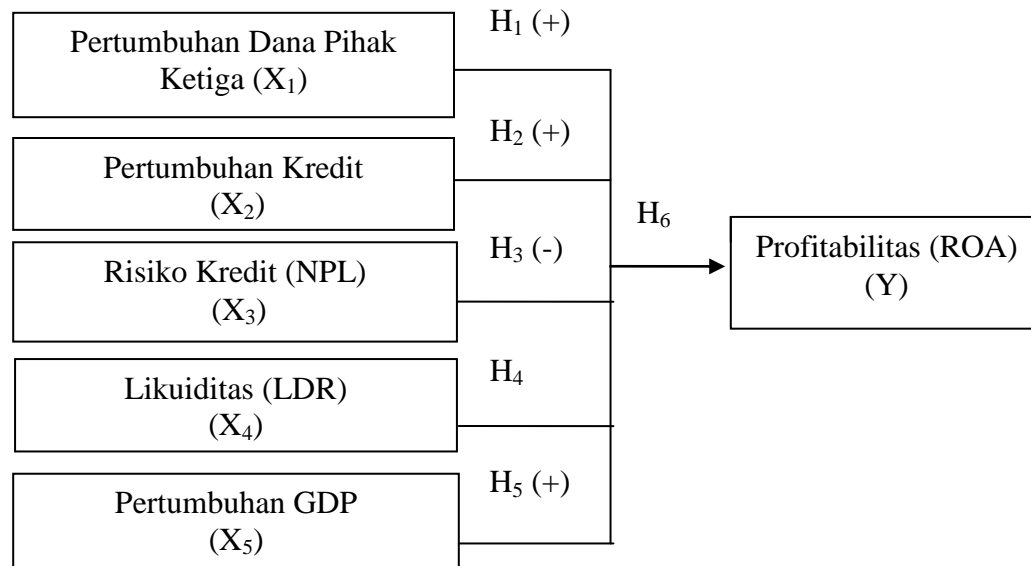 H₁ (+)
Pertumbuhan Dana Pihak
Ketiga (X₁)
H₂ (+)
Pertumbuhan Kredit
(X₂)
H₃ (-)
Risiko Kredit (NPL)
(X₃)
H₄
Likuiditas (LDR)
(X₄)
H₅ (+)
Pertumbuhan GDP
(X₅)
H₆
Profitabilitas (ROA)
(Y)